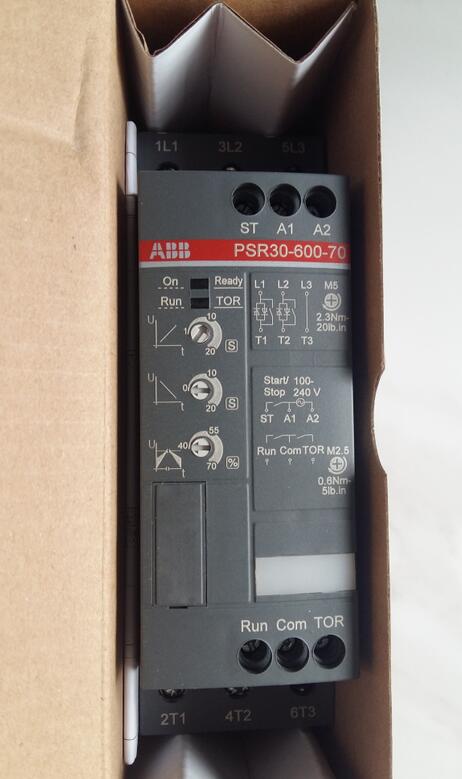 1L1 3L2 5L3
ST A1 A2
ABB PSR30-600-70
On Ready
Run TOR
L1 L2 L3 M5
2.3Nm-
20lb.in
T1 T2 T3
U 10
1
t 20 S
U 10
0
t 20 S
U 40 55
t 70 %
Start/ 100-
Stop 240 V
ST A1 A2
Run Com TOR M2.5
0.6Nm-
5lb.in
Run Com TOR
2T1 4T2 6T3